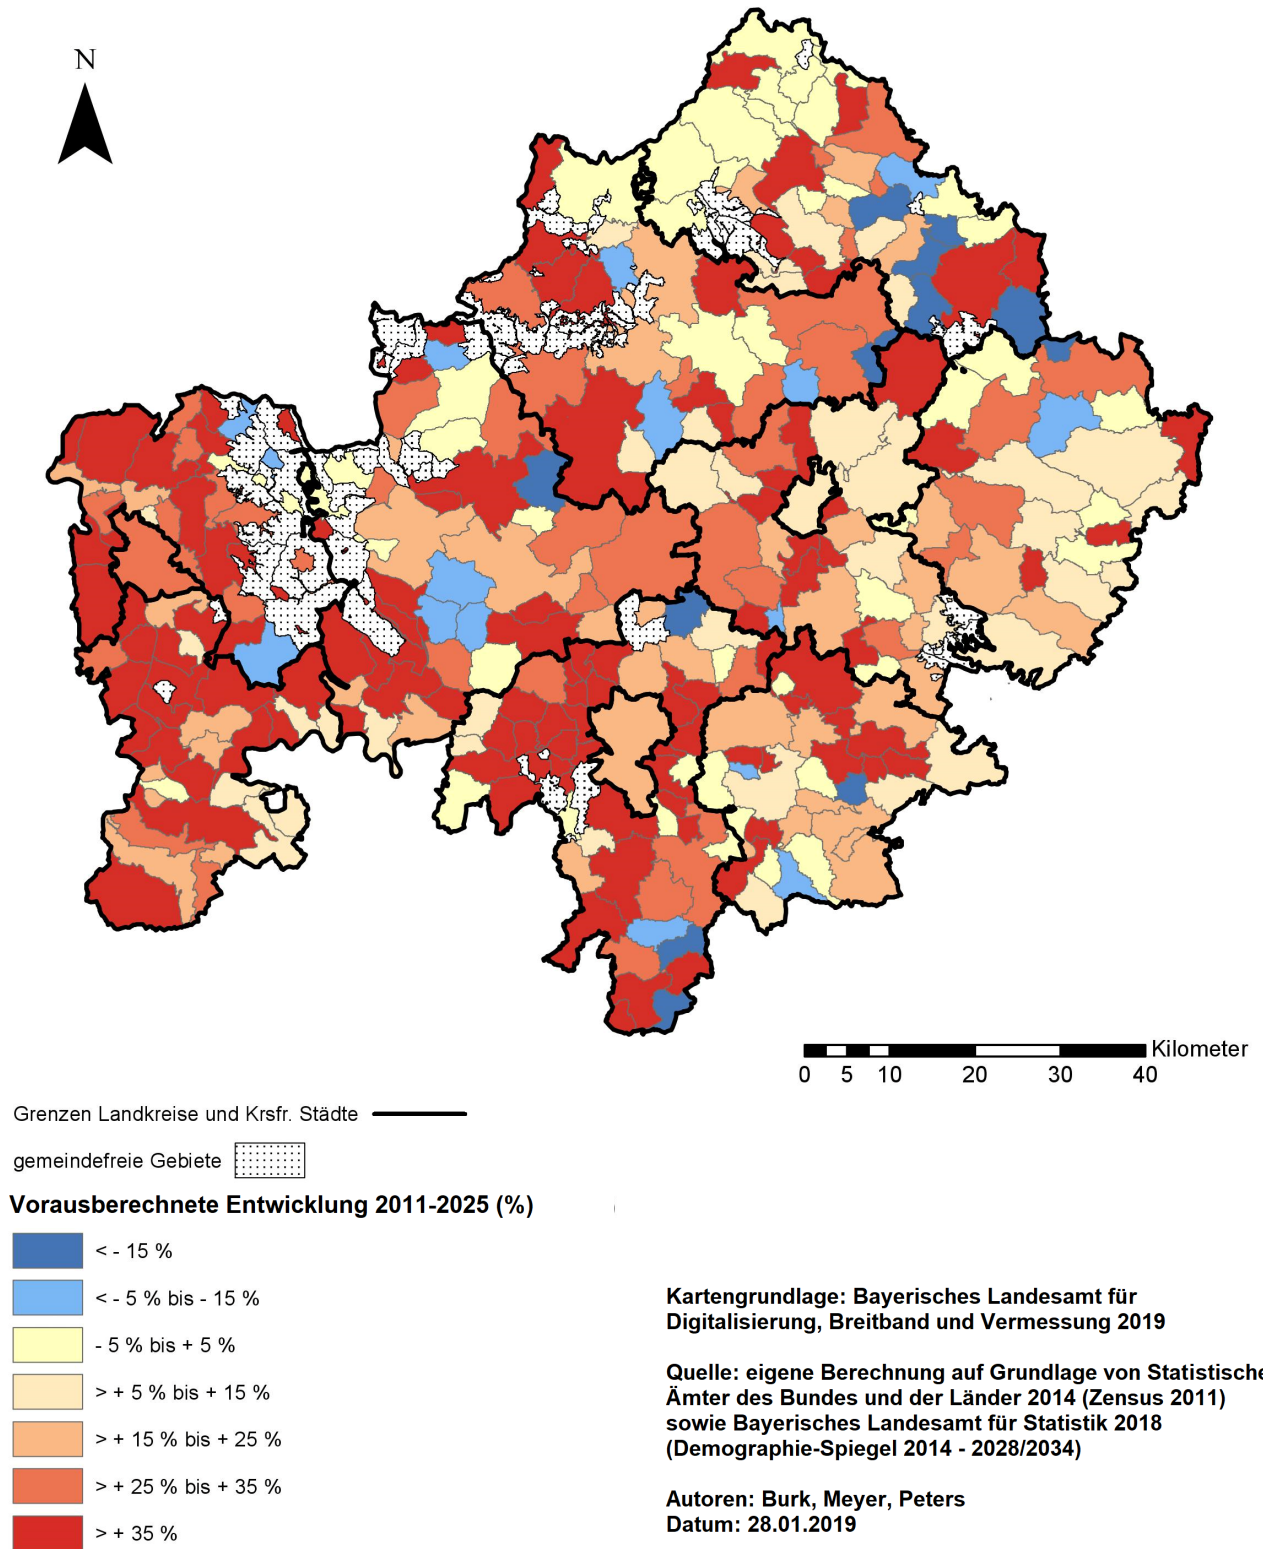 N
Kilometer
0 5 10 20 30 40
Grenzen Landkreise und Krsfr. Städte
gemeindefreie Gebiete
Vorausberechnete Entwicklung 2011-2025 (%)
< - 15 %
< - 5 % bis - 15 %
- 5 % bis + 5 %
> + 5 % bis + 15 %
> + 15 % bis + 25 %
> + 25 % bis + 35 %
> + 35 %
Kartengrundlage: Bayerisches Landesamt für
Digitalisierung, Breitband und Vermessung 2019
Quelle: eigene Berechnung auf Grundlage von Statistische
Ämter des Bundes und der Länder 2014 (Zensus 2011)
sowie Bayerisches Landesamt für Statistik 2018
(Demographie-Spiegel 2014 - 2028/2034)
Autoren: Burk, Meyer, Peters
Datum: 28.01.2019